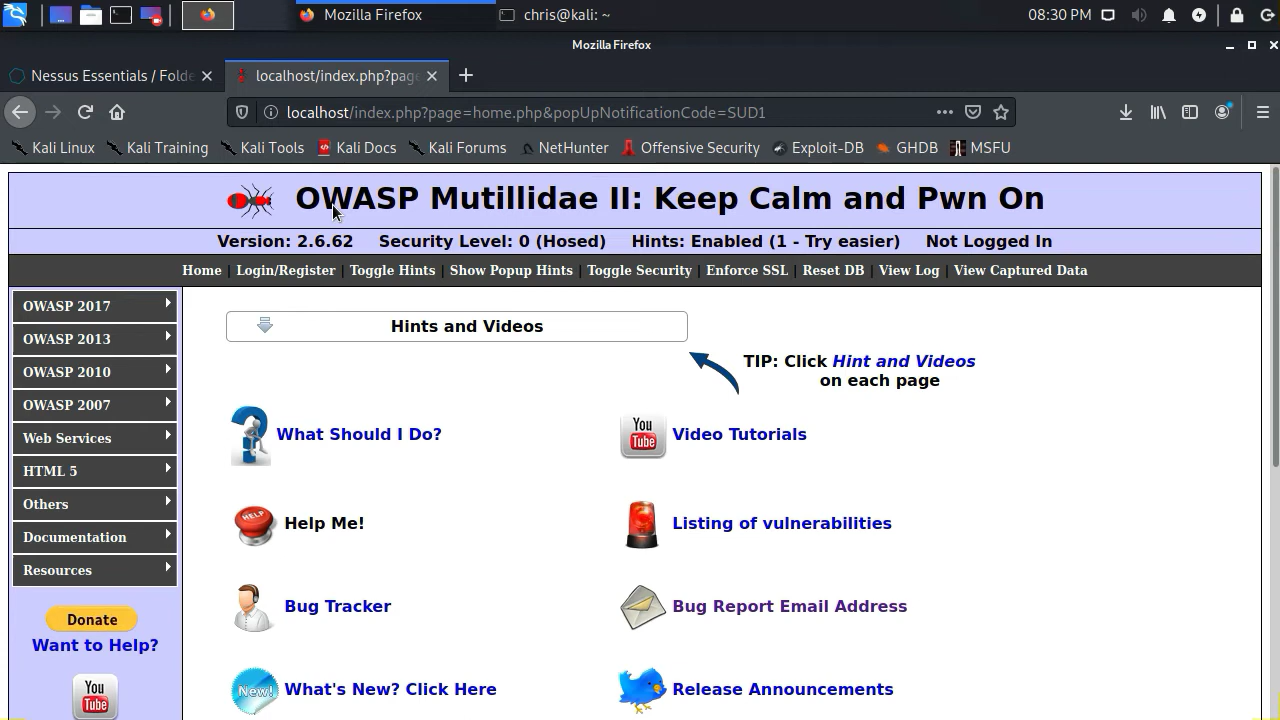 Mozilla Firefox
chris@kali: ~
08:30 PM
Mozilla Firefox
Nessus Essentials / Folde
localhost/index.php?page
localhost/index.php?page=home.php&popUpNotificationCode=SUD1
Kali Linux
Kali Training
Kali Tools
Kali Docs
Kali Forums
NetHunter
Offensive Security
Exploit-DB
GHDB
MSFU
OWASP Mutillidae II: Keep Calm and Pwn On
Version: 2.6.62 Security Level: 0 (Hosed) Hints: Enabled (1 - Try easier) Not Logged In
Home | Login/Register | Toggle Hints | Show Popup Hints | Toggle Security | Enforce SSL | Reset DB | View Log | View Captured Data
OWASP 2017
OWASP 2013
OWASP 2010
OWASP 2007
Web Services
HTML 5
Others
Documentation
Resources
Donate
Want to Help?
You
Tube
Hints and Videos
TIP: Click Hint and Videos
on each page
What Should I Do?
You
Tube
Video Tutorials
HELP
Help Me!
Listing of vulnerabilities
Bug Tracker
Bug Report Email Address
New!
What's New? Click Here
Release Announcements